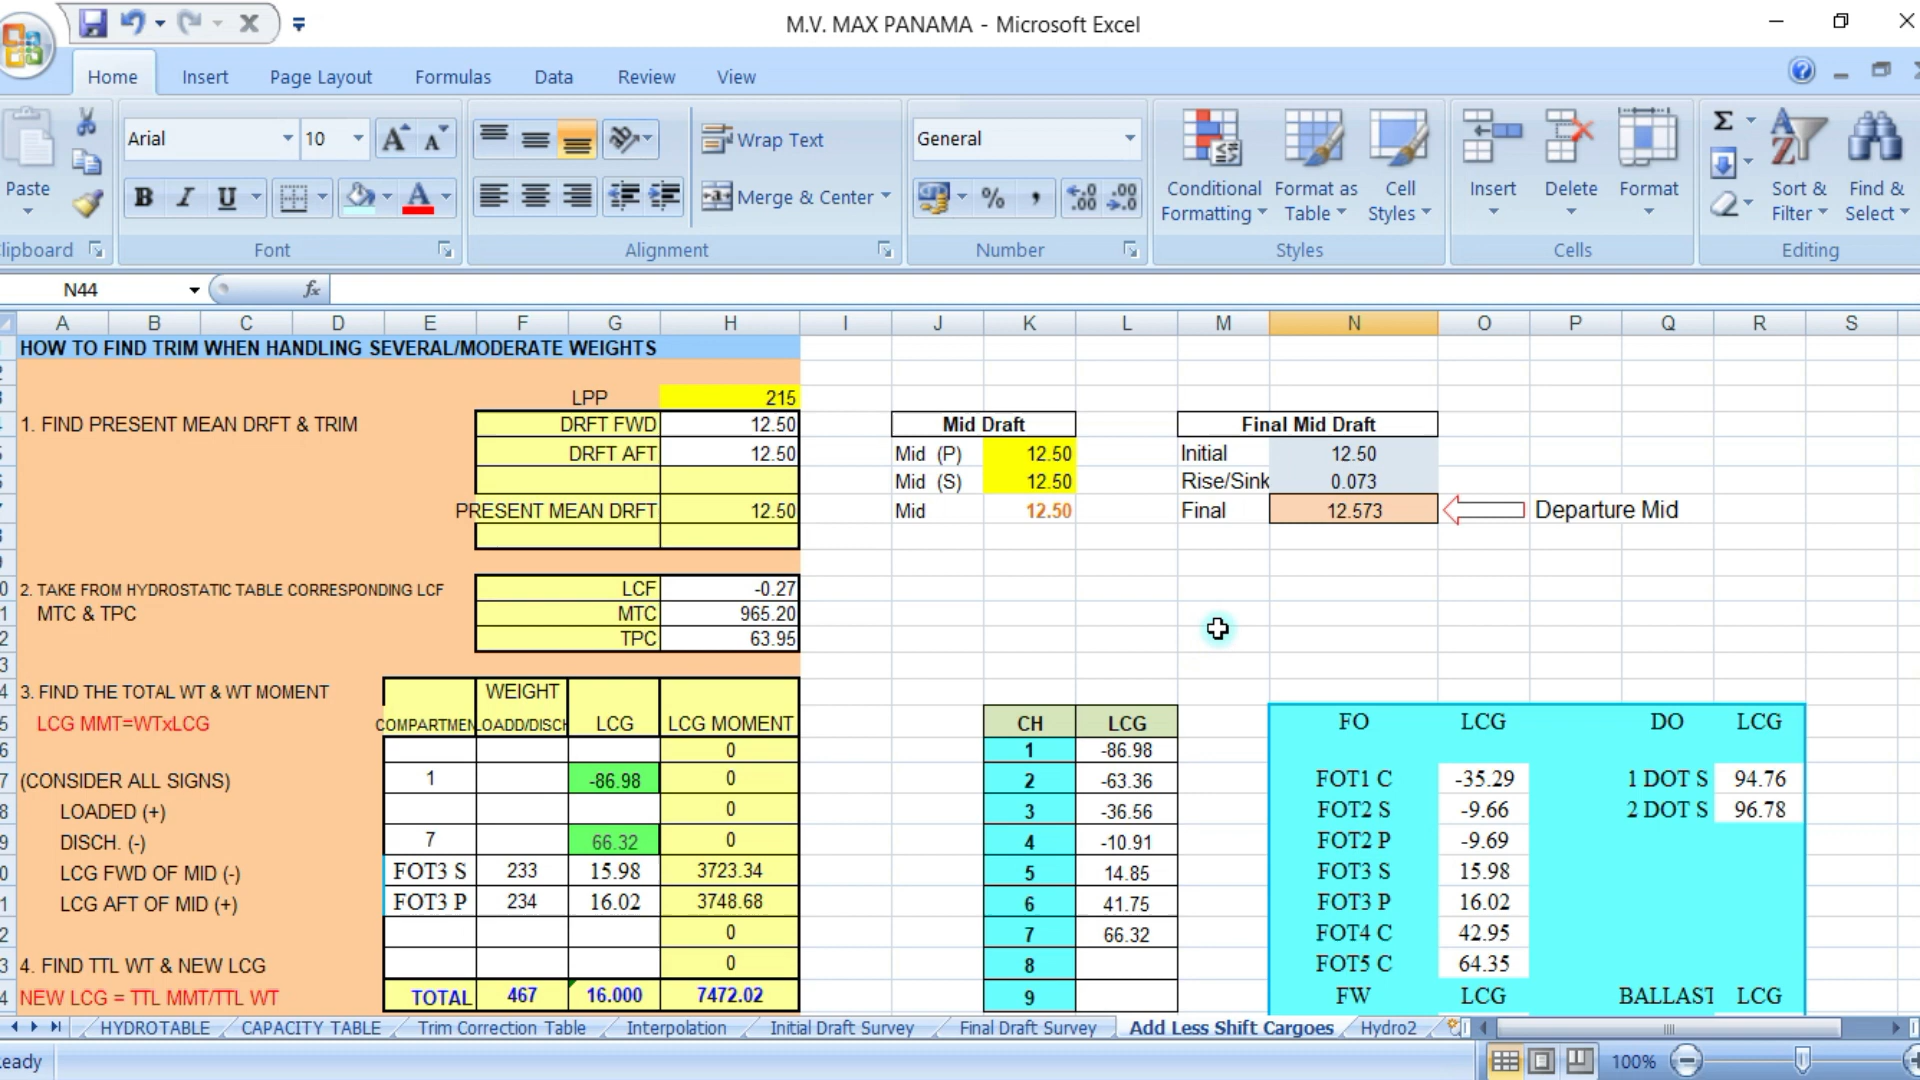 M.V. MAX PANAMA - Microsoft Excel
Home Insert Page Layout Formulas Data Review View
Paste
Arial 10
Wrap Text
General
Merge & Center
Conditional Formatting
Format as Table
Cell Styles
Insert Delete Format
Sort & Filter
Find & Select
lipboard Font Alignment Number Styles Cells Editing
N44 fx
A B C D E F G H I J K L M N O P Q R S
HOW TO FIND TRIM WHEN HANDLING SEVERAL/MODERATE WEIGHTS
LPP 215
1. FIND PRESENT MEAN DRFT & TRIM DRFT FWD 12.50 Mid Draft Final Mid Draft
DRFT AFT 12.50 Mid (P) 12.50 Initial 12.50
Mid (S) 12.50 Rise/Sink 0.073
PRESENT MEAN DRFT 12.50 Mid 12.50 Final 12.573 Departure Mid
2. TAKE FROM HYDROSTATIC TABLE CORRESPONDING LCF LCF -0.27
MTC & TPC MTC 965.20
TPC 63.95
3. FIND THE TOTAL WT & WT MOMENT WEIGHT
LCG MMT=WTxLCG COMPARTMEN OADD/DISCH LCG LCG MOMENT CH LCG FO LCG DO LCG
0 1 -86.98
(CONSIDER ALL SIGNS) 1 -86.98 0 2 -63.36 FOT1 C -35.29 1 DOT S 94.76
LOADED (+) 0 3 -36.56 FOT2 S -9.66 2 DOT S 96.78
DISCH. (-) 7 66.32 0 4 -10.91 FOT2 P -9.69
LCG FWD OF MID (-) FOT3 S 233 15.98 3723.34 5 14.85 FOT3 S 15.98
LCG AFT OF MID (+) FOT3 P 234 16.02 3748.68 6 41.75 FOT3 P 16.02
0 7 66.32 FOT4 C 42.95
4. FIND TTL WT & NEW LCG 0 8 FOT5 C 64.35
NEW LCG = TTL MMT/TTL WT TOTAL 467 16.000 7472.02 9 FW LCG BALLAST LCG
HYDROTABLE CAPACITY TABLE Trim Correction Table Interpolation Initial Draft Survey Final Draft Survey Add Less Shift Cargoes Hydro2
eady 100%